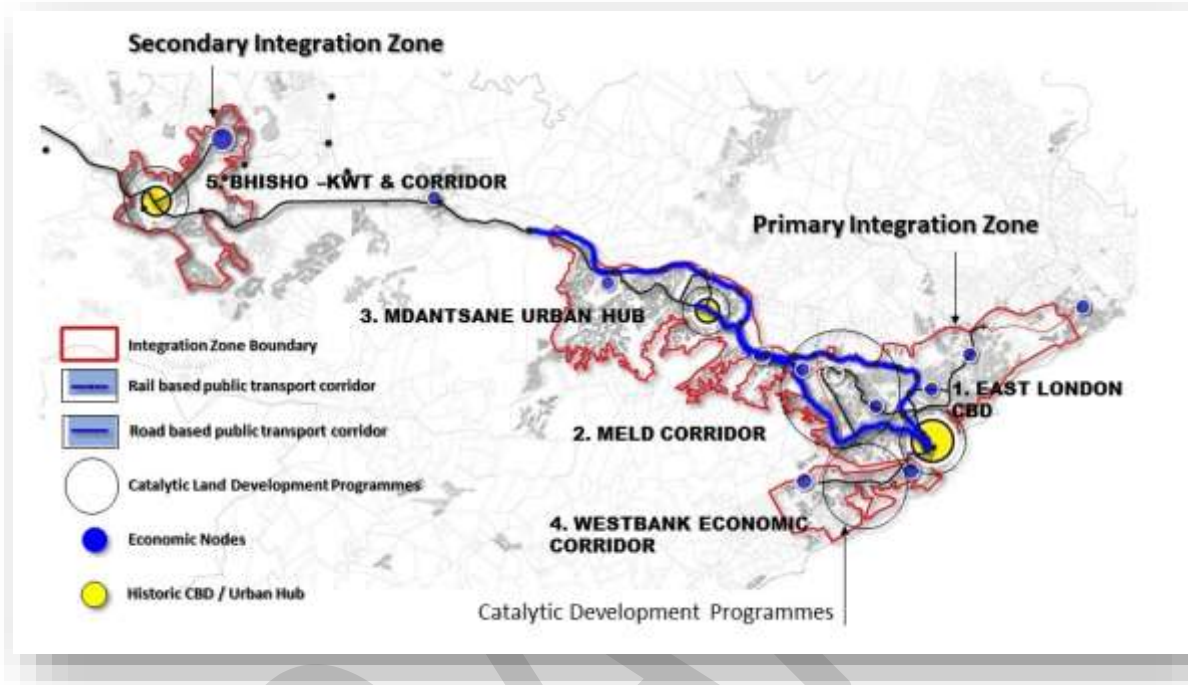 Secondary Integration Zone
5. BHISHO –KWT & CORRIDOR
Primary Integration Zone
3. MDANTSANE URBAN HUB
1. EAST LONDON
CBD
2. MELD CORRIDOR
4. WESTBANK ECONOMIC
CORRIDOR
Catalytic Development Programmes
Integration Zone Boundary
Rail based public transport corridor
Road based public transport corridor
Catalytic Land Development Programmes
Economic Nodes
Historic CBD / Urban Hub